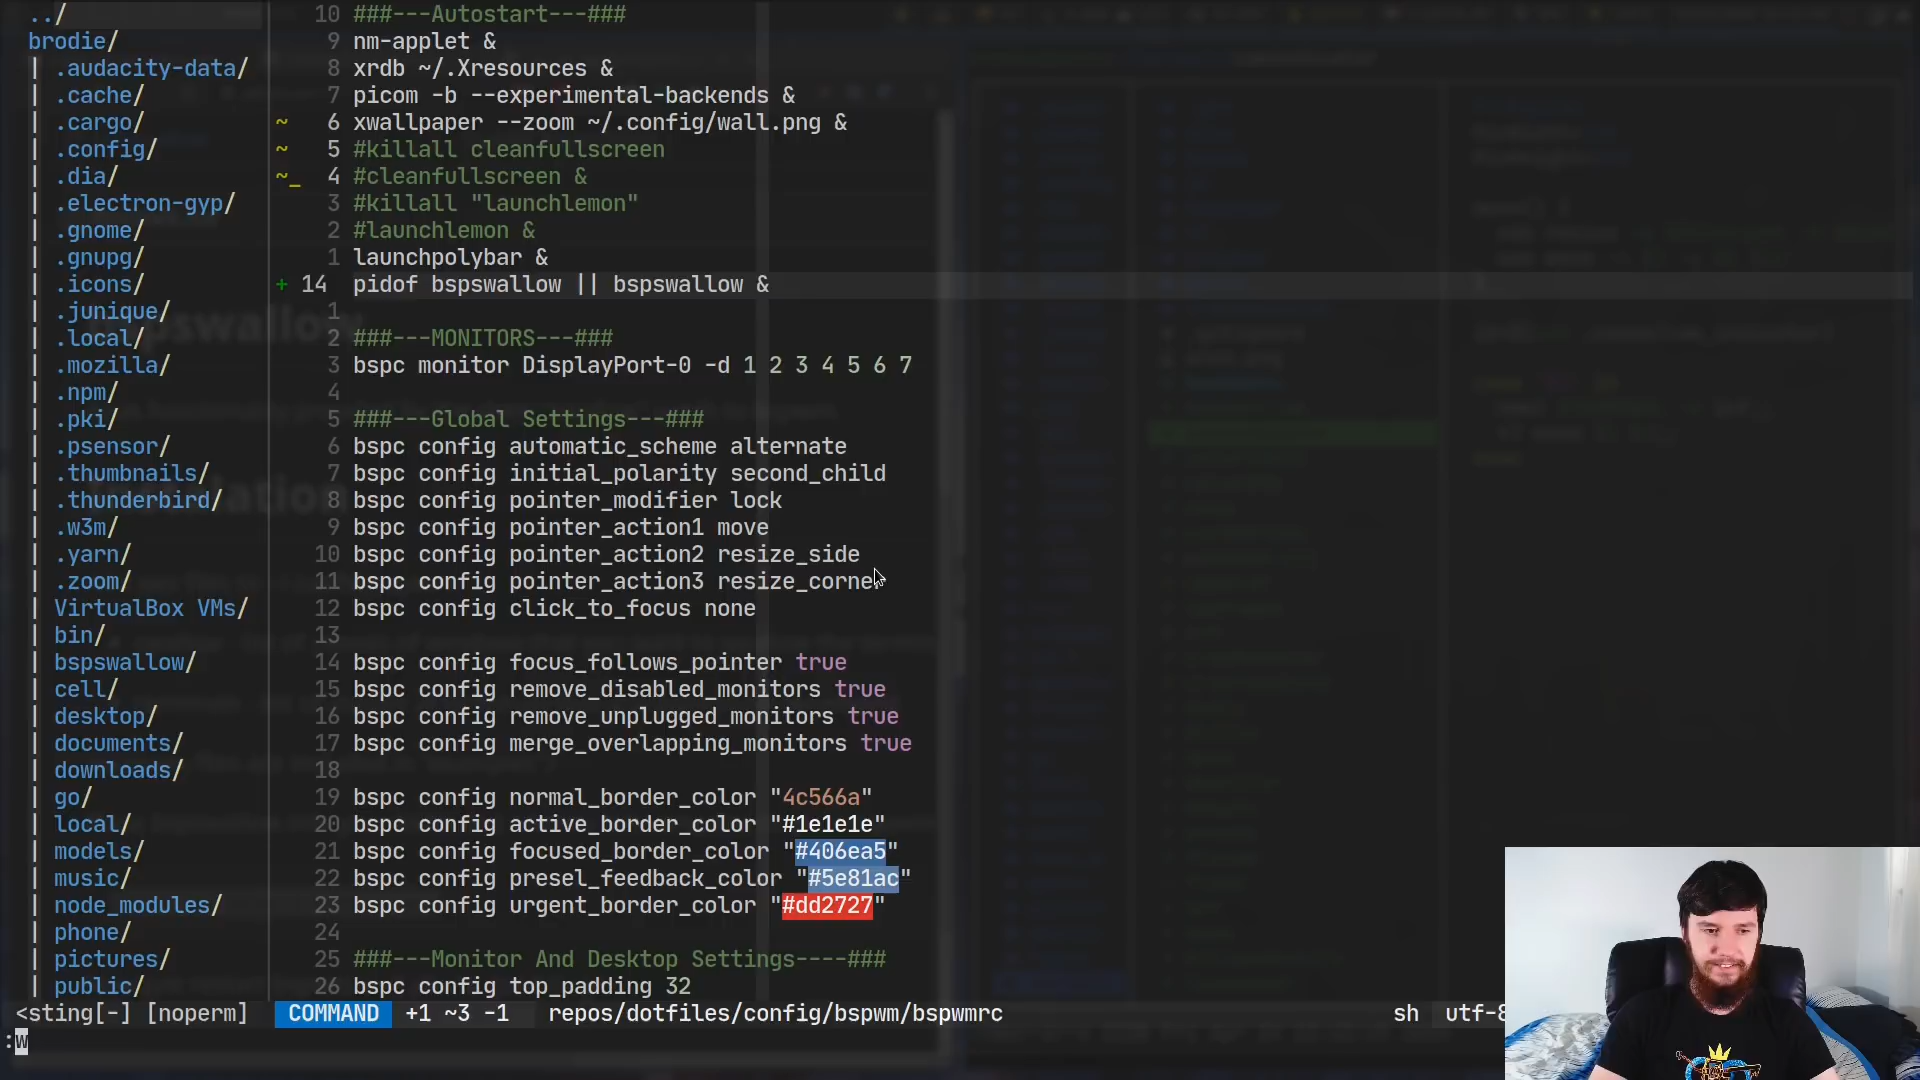 ../
brodie/
| .audacity-data/
| .cache/
| .cargo/
| .config/
| .dia/
| .electron-gyp/
| .gnome/
| .gnupg/
| .icons/
| .junique/
| .local/
| .mozilla/
| .npm/
| .pki/
| .psensor/
| .thumbnails/
| .thunderbird/
| .w3m/
| .yarn/
| .zoom/
| VirtualBox VMs/
| bin/
| bspswallow/
| cell/
| desktop/
| documents/
| downloads/
| go/
| local/
| models/
| music/
| node_modules/
| phone/
| pictures/
| public/
10 ###---Autostart---###
9 nm-applet &
8 xrdb ~/.Xresources &
7 picom -b --experimental-backends &
~ 6 xwallpaper --zoom ~/.config/wall.png &
~ 5 #killall cleanfullscreen
~_ 4 #cleanfullscreen &
3 #killall "launchlemon"
2 #launchlemon &
1 launchpolybar &
+ 14 pidof bspswallow || bspswallow &
1
2 ###---MONITORS---###
3 bspc monitor DisplayPort-0 -d 1 2 3 4 5 6 7
4
5 ###---Global Settings---###
6 bspc config automatic_scheme alternate
7 bspc config initial_polarity second_child
8 bspc config pointer_modifier lock
9 bspc config pointer_action1 move
10 bspc config pointer_action2 resize_side
11 bspc config pointer_action3 resize_corner
12 bspc config click_to_focus none
13
14 bspc config focus_follows_pointer true
15 bspc config remove_disabled_monitors true
16 bspc config remove_unplugged_monitors true
17 bspc config merge_overlapping_monitors true
18
19 bspc config normal_border_color "4c566a"
20 bspc config active_border_color "#1e1e1e"
21 bspc config focused_border_color "#406ea5"
22 bspc config presel_feedback_color "#5e81ac"
23 bspc config urgent_border_color "#dd2727"
24
25 ###---Monitor And Desktop Settings----###
26 bspc config top_padding 32
<sting[-] [noperm] COMMAND +1 ~3 -1 repos/dotfiles/config/bspwm/bspwmrc sh utf-8
:w